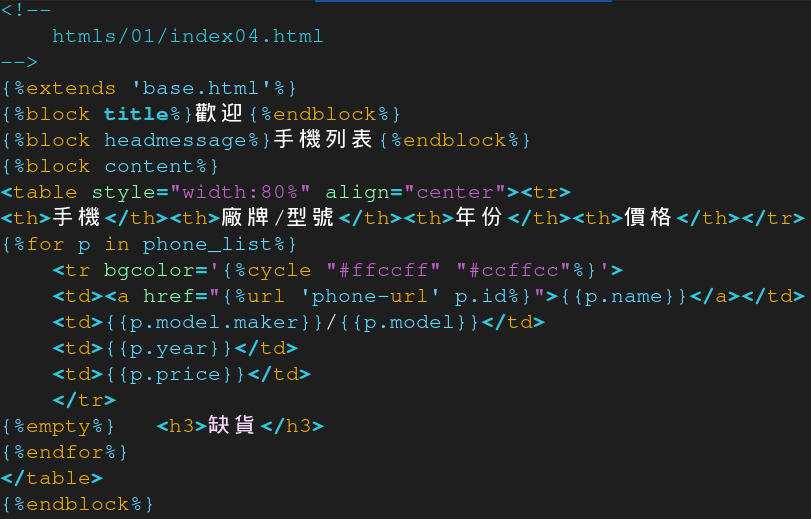 <!--
    htmls/01/index04.html
-->
{%extends 'base.html'%}
{%block title%}歡迎{%endblock%}
{%block headmessage%}手機列表{%endblock%}
{%block content%}
<table style="width:80%" align="center"><tr>
<th>手機</th><th>廠牌/型號</th><th>年份</th><th>價格</th></tr>
{%for p in phone_list%}
    <tr bgcolor='{%cycle "#ffccff" "#ccffcc"%}'>
    <td><a href="{%url 'phone-url' p.id%}">{{p.name}}</a></td>
    <td>{{p.model.maker}}/{{p.model}}</td>
    <td>{{p.year}}</td>
    <td>{{p.price}}</td>
    </tr>
{%empty%}   <h3>缺貨</h3>
{%endfor%}
</table>
{%endblock%}